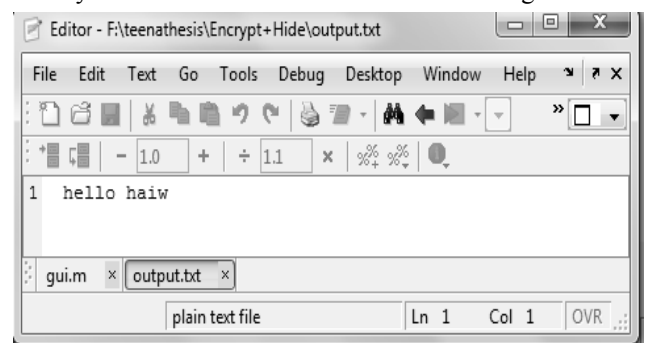 Editor - F:\teenathesis\Encrypt+Hide\output.txt
File Edit Text Go Tools Debug Desktop Window Help
- 1.0 + ÷ 1.1 ×
1 hello haiw
gui.m × output.txt ×
plain text file Ln 1 Col 1 OVR